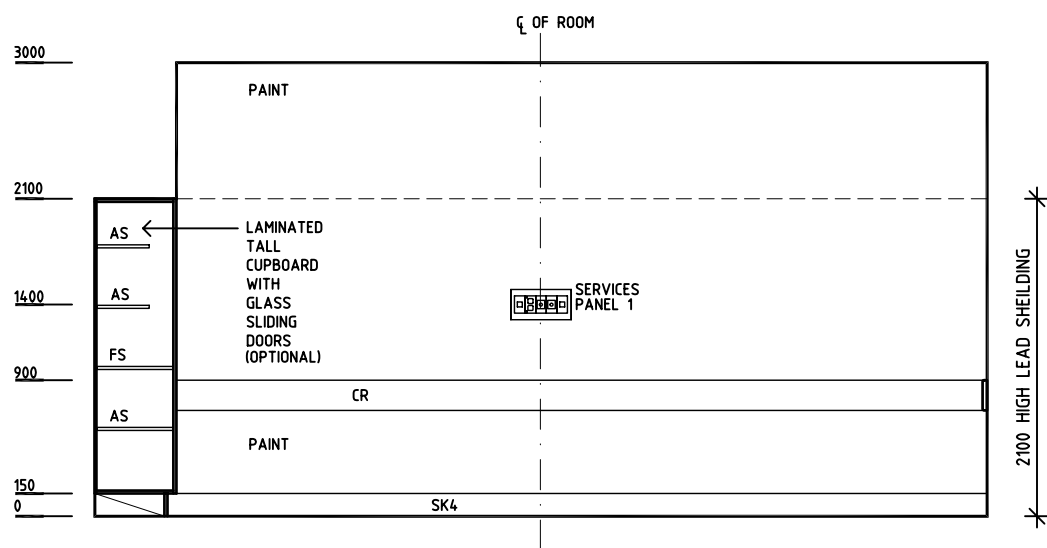 ℄ OF ROOM
3000
PAINT
2100
AS
LAMINATED
TALL
CUPBOARD
WITH
GLASS
SLIDING
DOORS
(OPTIONAL)
AS
1400
SERVICES
PANEL 1
FS
900
CR
AS
PAINT
2100 HIGH LEAD SHEILDING
150
0
SK4